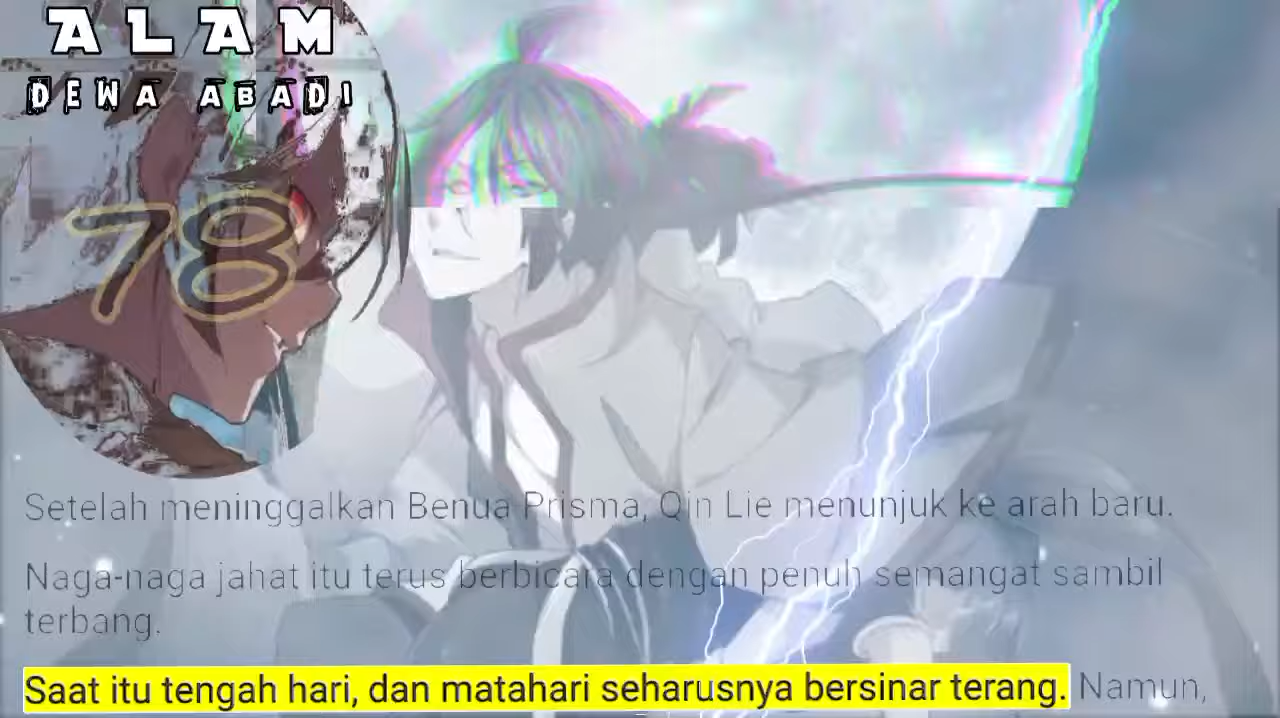 ALAM
DEWA ABADI
78
Setelah meninggalkan Benua Prisma, Qin Lie menunjuk ke arah baru.
Naga-naga jahat itu terus berbicara dengan penuh semangat sambil
terbang.
Saat itu tengah hari, dan matahari seharusnya bersinar terang. Namun,